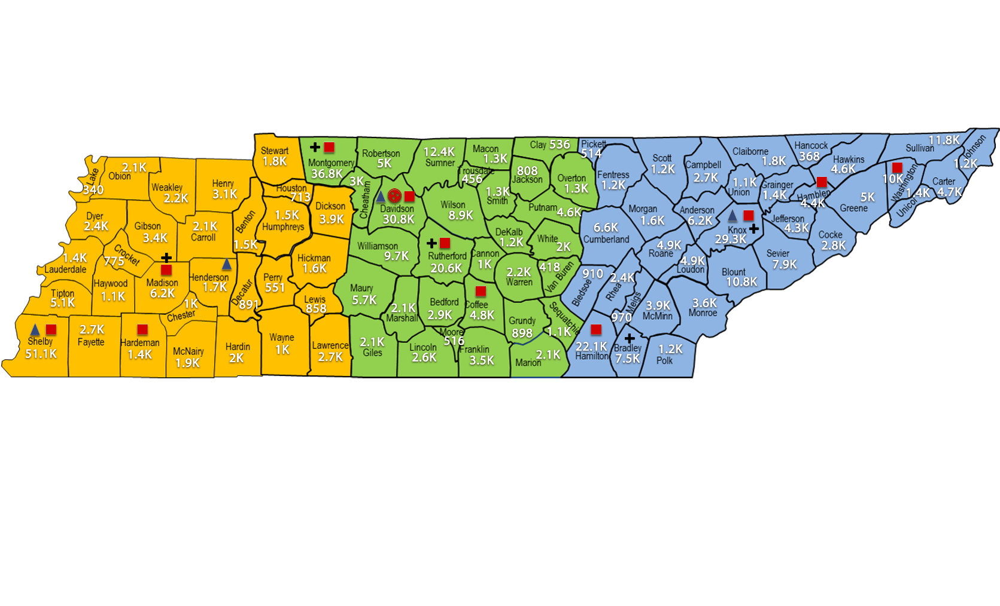 Lake
340
Obion
2.1K
Weakley
2.2K
Henry
3.1K
Stewart
1.8K
Houston
713
Montgomery
36.8K
Robertson
5K
12.4K
Sumner
Macon
1.3K
Trousdale
456
Clay 536
808
Jackson
Pickett
514
Overton
1.3K
Fentress
1.2K
Scott
1.2K
Campbell
2.7K
Claiborne
1.8K
Hancock
368
Hawkins
4.6K
Sullivan
11.8K
Johnson
1.2K
Carter
4.7K
10K
Washington
1.4K
Unicoi
5K
Greene
Hamblen
4.4K
Grainger
1.4K
1.1K
Union
Jefferson
4.3K
Cocke
2.8K
Sevier
7.9K
Knox
29.3K
Anderson
6.2K
Morgan
1.6K
4.9K
Roane
4.9K
Loudon
Blount
10.8K
3.6K
Monroe
3.9K
McMinn
Meigs
970
2.4K
Rhea
910
Bledsoe
6.6K
Cumberland
Putnam
4.6K
1.3K
Smith
Wilson
8.9K
Davidson
30.8K
3K
Cheatham
Dickson
3.9K
1.5K
Humphreys
Benton
1.5K
2.1K
Carroll
Gibson
3.4K
Dyer
2.4K
Crocket
775
1.4K
Lauderdale
Tipton
5.1K
Haywood
1.1K
Madison
6.2K
Henderson
1.7K
1K
Chester
Decatur
891
Perry
551
Hickman
1.6K
Lewis
858
Williamson
9.7K
Maury
5.7K
Rutherford
20.6K
Cannon
1K
DeKalb
1.2K
White
2K
2.2K
Warren
418
Van Buren
2.1K
Marshall
Bedford
2.9K
Coffee
4.8K
Moore
516
Grundy
898
Sequatchie
1.1K
Shelby
51.1K
2.7K
Fayette
Hardeman
1.4K
McNairy
1.9K
Hardin
2K
Wayne
1K
Lawrence
2.7K
2.1K
Giles
Lincoln
2.6K
Franklin
3.5K
Marion
2.1K
22.1K
Hamilton
Bradley
7.5K
1.2K
Polk